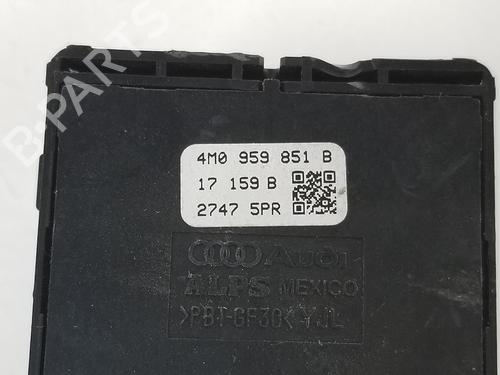 B-PARTS
4M0 959 851 B
17 159 B
2747 5PR
Audi
ALPS MEXICO
>PBT-GF30< YJL